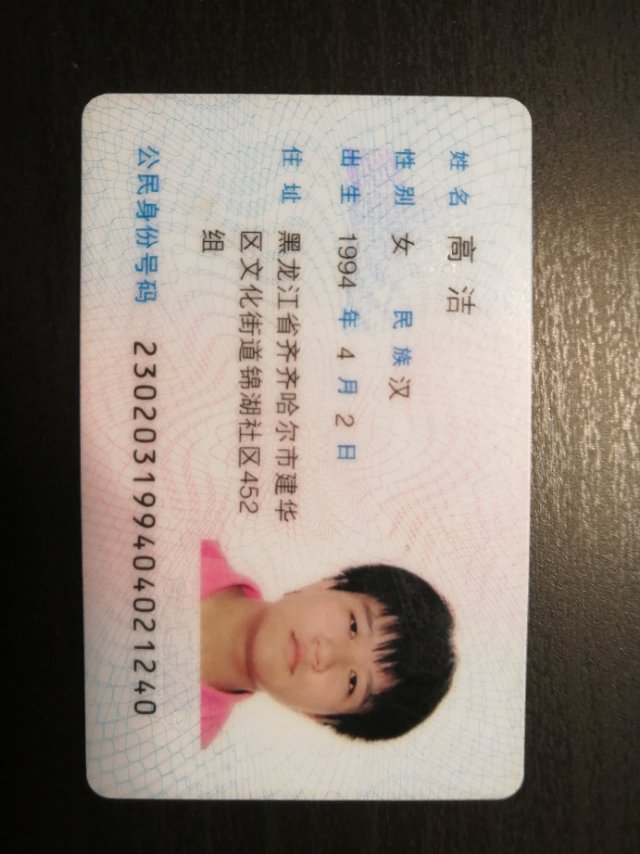 姓名 高洁
性别 女 民族 汉
出生 1994 年 4 月 2 日
住址 黑龙江省齐齐哈尔市建华
区文化街道锦湖社区452
组
公民身份号码 230203199404021240